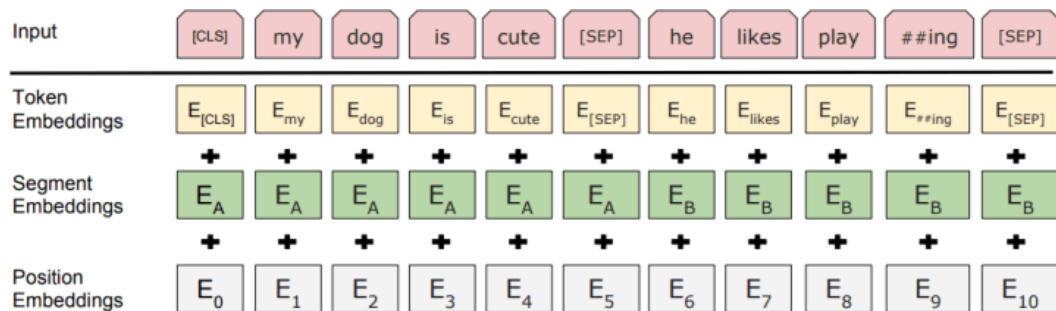 Input [CLS] my dog is cute [SEP] he likes play ##ing [SEP]
Token Embeddings E[CLS] Emy Edog Eis Ecute E[SEP] Ehe Elikes Eplay E##ing E[SEP]
+ + + + + + + + + + +
Segment Embeddings EA EA EA EA EA EA EB EB EB EB EB
+ + + + + + + + + + +
Position Embeddings E0 E1 E2 E3 E4 E5 E6 E7 E8 E9 E10